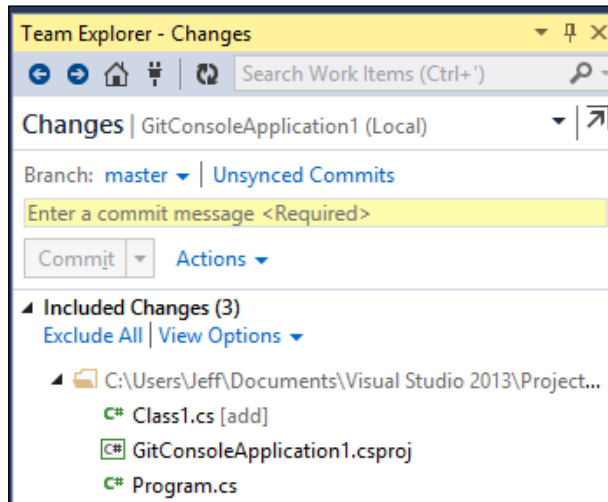 Team Explorer - Changes
Search Work Items (Ctrl+')
Changes | GitConsoleApplication1 (Local)
Branch: master | Unsynced Commits
Enter a commit message <Required>
Commit Actions
Included Changes (3)
Exclude All | View Options
C:\Users\Jeff\Documents\Visual Studio 2013\Project...
C# Class1.cs [add]
C# GitConsoleApplication1.csproj
C# Program.cs